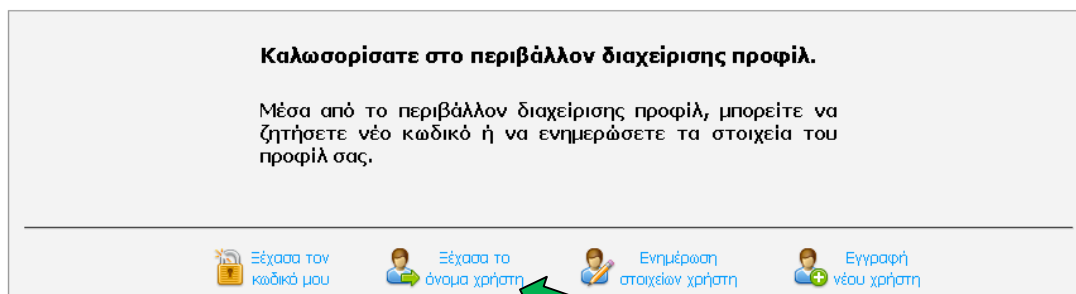 Καλωσορίσατε στο περιβάλλον διαχείρισης προφίλ.
Μέσα από το περιβάλλον διαχείρισης προφίλ, μπορείτε να
ζητήσετε νέο κωδικό ή να ενημερώσετε τα στοιχεία του
προφίλ σας.
Ξέχασα τον
κωδικό μου
Ξέχασα το
όνομα χρήστη
Ενημέρωση
στοιχείων χρήστη
Εγγραφή
νέου χρήστη